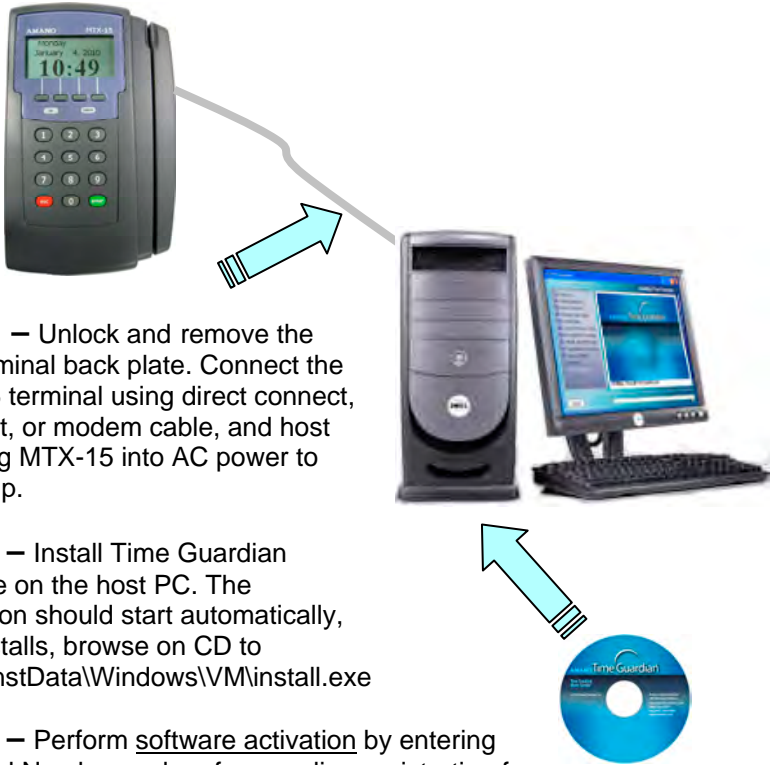 AMANO MTX-15
Monday
January 4, 2010
10:49
1 2 3
4 5 6
7 8 9
0
– Unlock and remove the
minal back plate. Connect the
terminal using direct connect,
t, or modem cable, and host
g MTX-15 into AC power to
p.
– Install Time Guardian
e on the host PC. The
on should start automatically,
talls, browse on CD to
nstData\Windows\VM\install.exe
– Perform software activation by entering
DELL
Time Guardian
AMANO Time Guardian